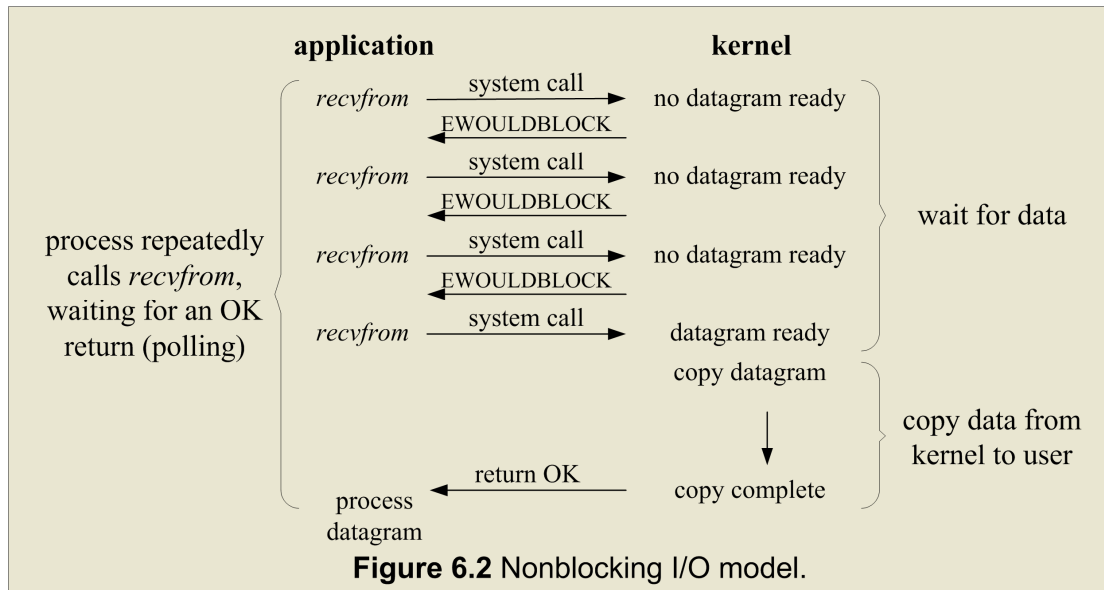 application
kernel
recvfrom
system call
no datagram ready
EWOULDBLOCK
recvfrom
system call
no datagram ready
EWOULDBLOCK
recvfrom
system call
no datagram ready
EWOULDBLOCK
recvfrom
system call
datagram ready
wait for data
process repeatedly
calls recvfrom,
waiting for an OK
return (polling)
copy datagram
copy data from
kernel to user
return OK
copy complete
process
datagram
Figure 6.2 Nonblocking I/O model.